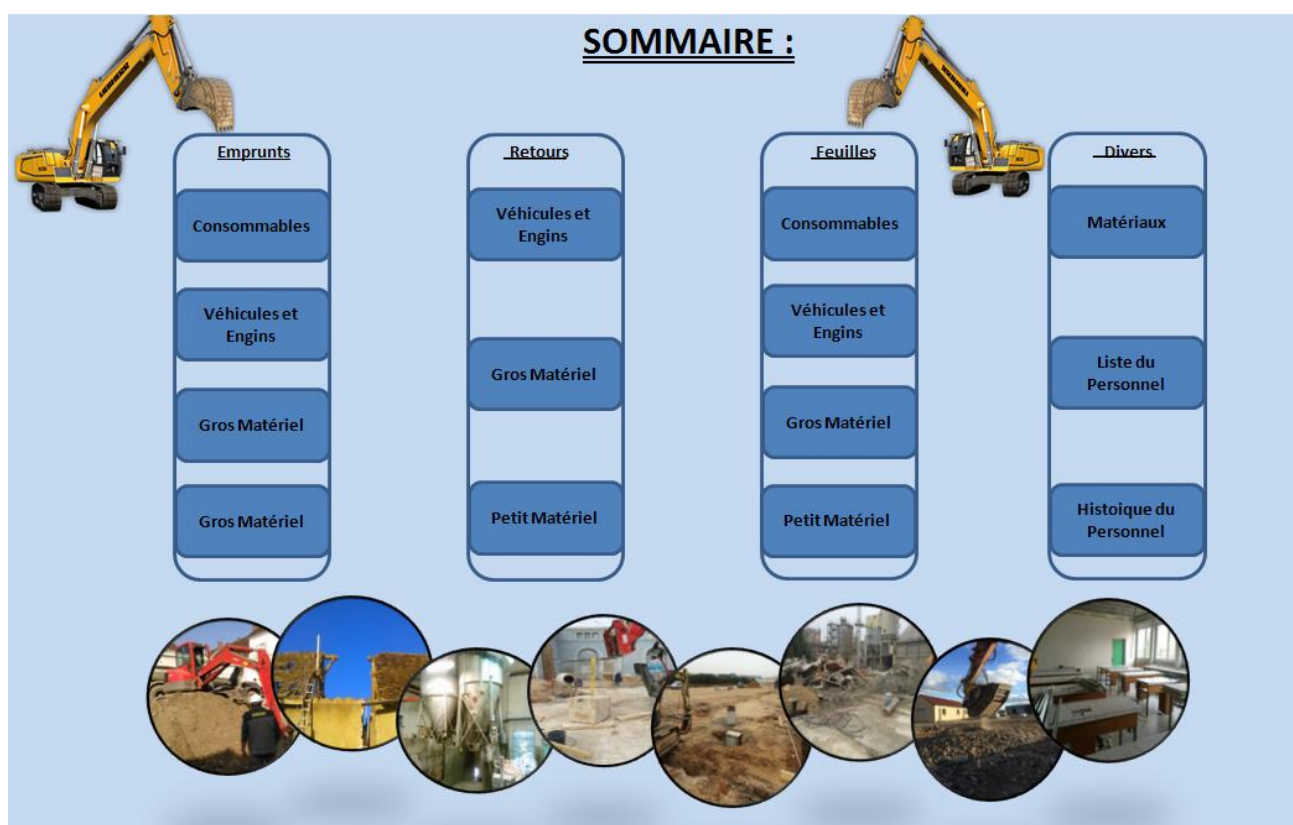 SOMMAIRE :
LIEBHERR
Emprunts
Consommables
Véhicules et
Engins
Gros Matériel
Gros Matériel
Retours
Véhicules et
Engins
Gros Matériel
Petit Matériel
Feuilles
Consommables
Véhicules et
Engins
Gros Matériel
Petit Matériel
Divers
Matériaux
Liste du
Personnel
Histoique du
Personnel